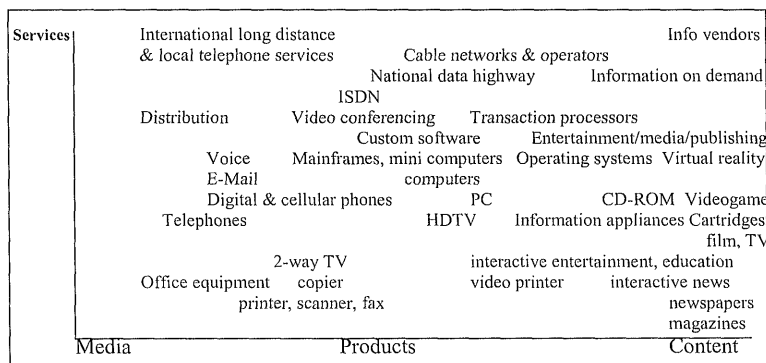 Services International long distance Info vendors
& local telephone services Cable networks & operators
National data highway Information on demand
ISDN
Distribution Video conferencing Transaction processors
Custom software Entertainment/media/publishing
Voice Mainframes, mini computers Operating systems Virtual reality
E-Mail computers
Digital & cellular phones PC CD-ROM Videogame
Telephones HDTV Information appliances Cartridges
film, TV
2-way TV interactive entertainment, education
Office equipment copier video printer interactive news
printer, scanner, fax newspapers
magazines
Media Products Content